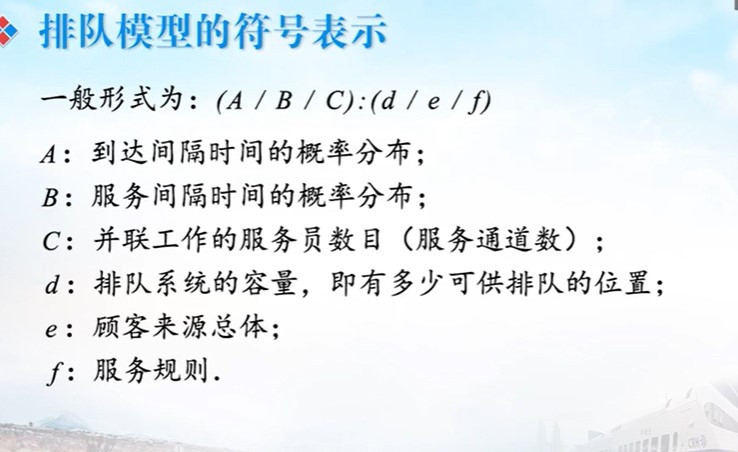 排队模型的符号表示
一般形式为：(A / B / C):(d / e / f)
A：到达间隔时间的概率分布；
B：服务间隔时间的概率分布；
C：并联工作的服务员数目（服务通道数）；
d：排队系统的容量，即有多少可供排队的位置；
e：顾客来源总体；
f：服务规则.